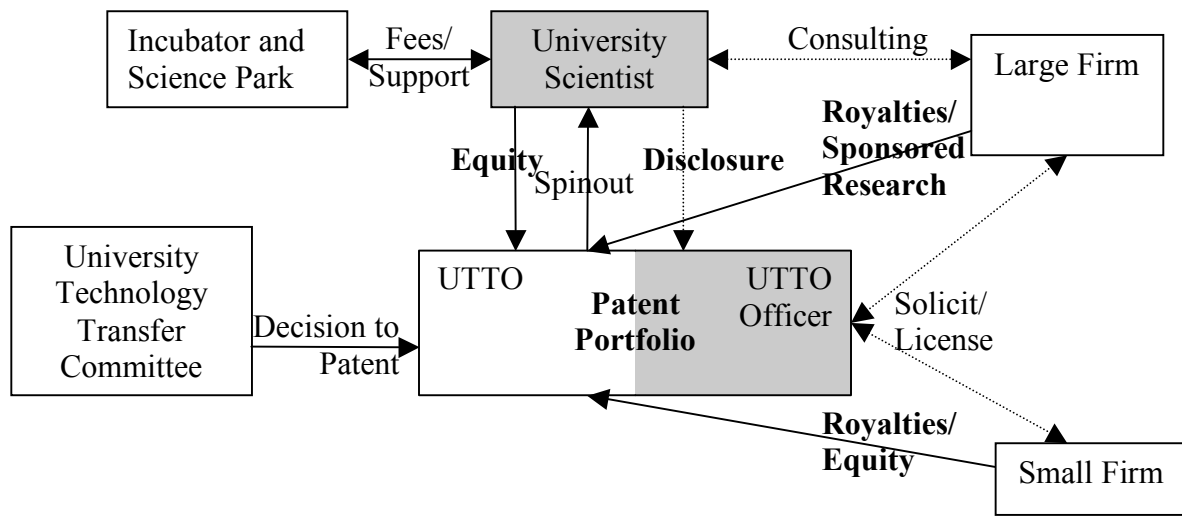 Incubator and
Science Park
Fees/
Support
University
Scientist
Consulting
Large Firm
Royalties/
Sponsored
Research
Equity
Spinout
Disclosure
University
Technology
Transfer
Committee
Decision to
Patent
UTTO
Patent
Portfolio
UTTO
Officer
Solicit/
License
Royalties/
Equity
Small Firm